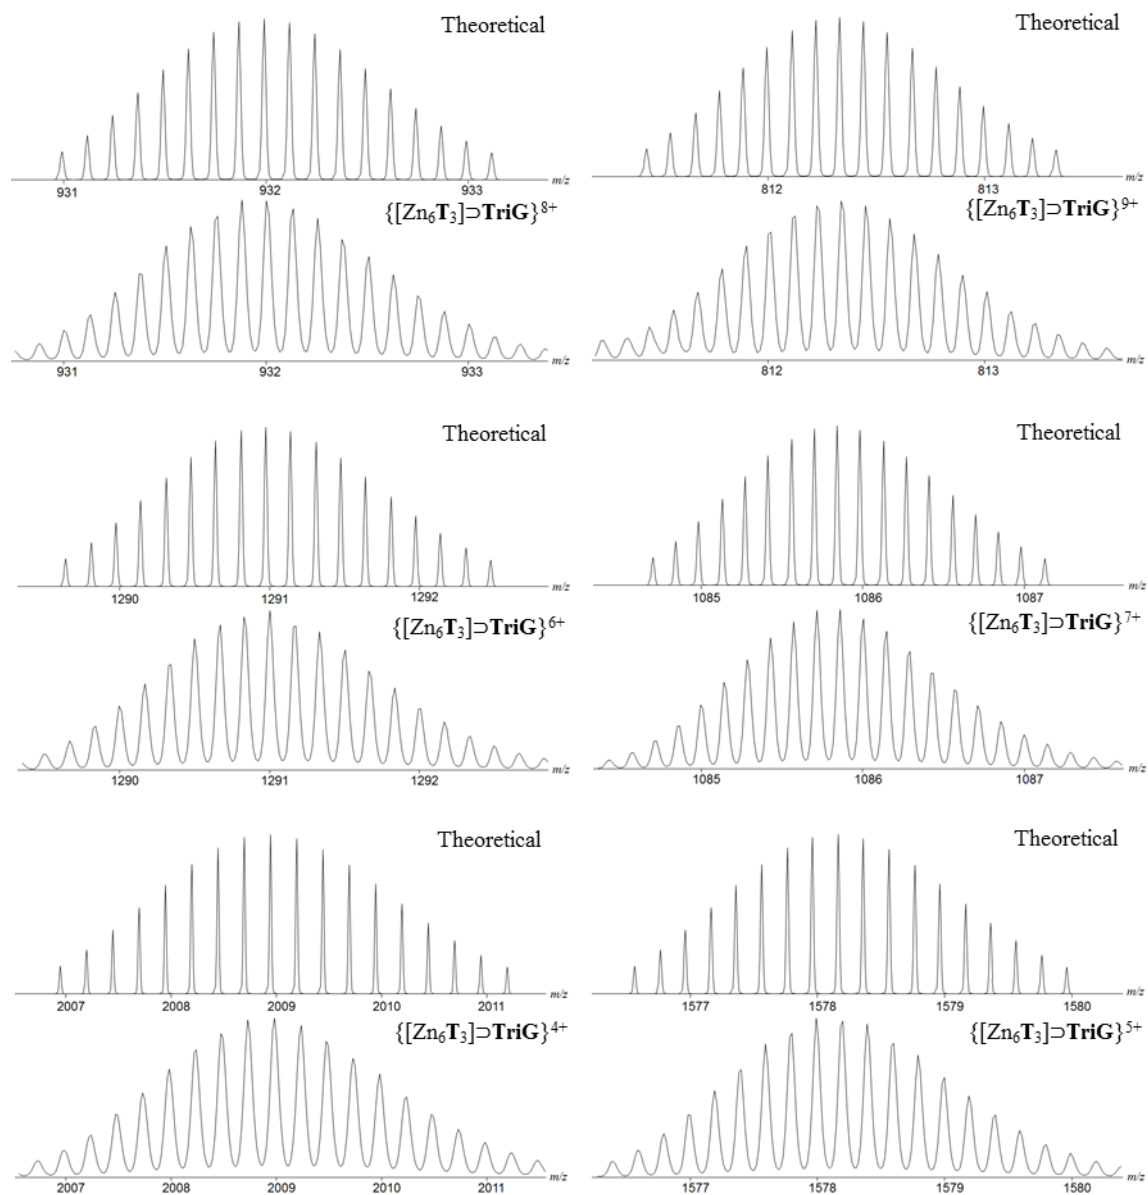 Theoretical
931 932 933 m/z
{[Zn₆T₃]⊃TriG}⁸⁺
931 932 933 m/z
Theoretical
812 813 m/z
{[Zn₆T₃]⊃TriG}⁹⁺
812 813 m/z
Theoretical
1290 1291 1292 m/z
{[Zn₆T₃]⊃TriG}⁶⁺
1290 1291 1292 m/z
Theoretical
1085 1086 1087 m/z
{[Zn₆T₃]⊃TriG}⁷⁺
1085 1086 1087 m/z
Theoretical
2007 2008 2009 2010 2011 m/z
{[Zn₆T₃]⊃TriG}⁴⁺
2007 2008 2009 2010 2011 m/z
Theoretical
1577 1578 1579 1580 m/z
{[Zn₆T₃]⊃TriG}⁵⁺
1577 1578 1579 1580 m/z